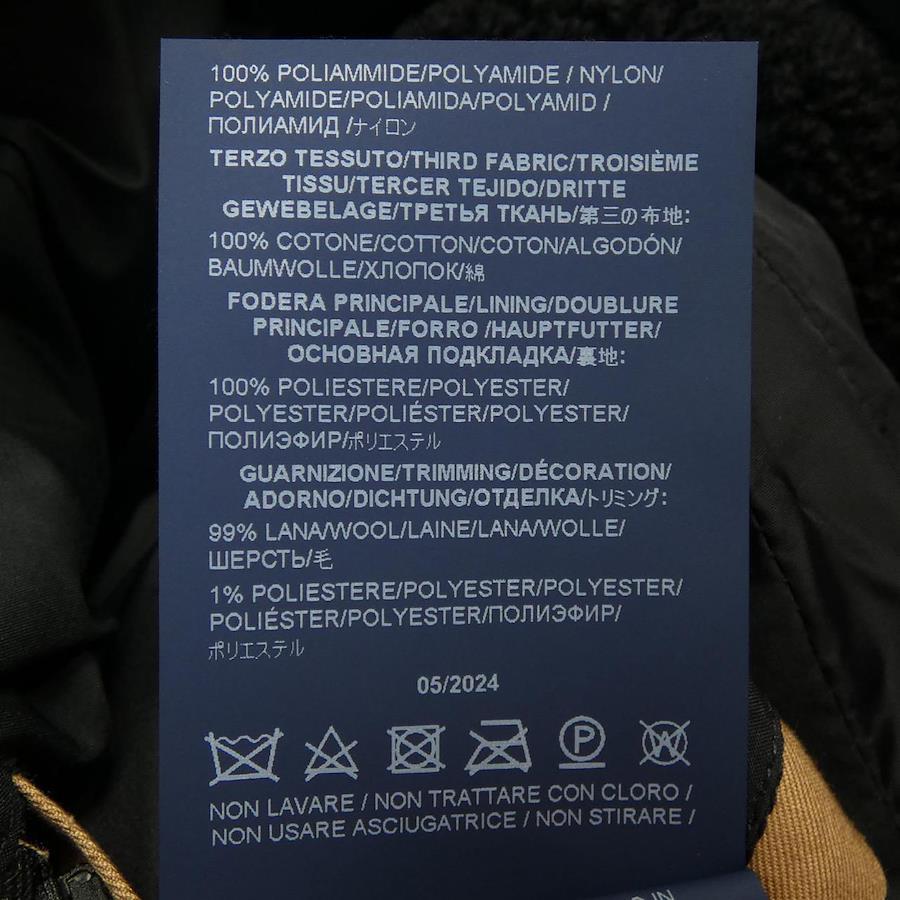 100% POLIAMMIDE/POLYAMIDE / NYLON/
POLYAMIDE/POLIAMIDA/POLYAMID /
ПОЛИАМИД /ナイロン
TERZO TESSUTO/THIRD FABRIC/TROISIÈME
TISSU/TERCER TEJIDO/DRITTE
GEWEBELAGE/ТРЕТЬЯ ТКАНЬ/第三の布地:
100% COTONE/COTTON/COTON/ALGODÓN/
BAUMWOLLE/ХЛОПОК/綿
FODERA PRINCIPALE/LINING/DOUBLURE
PRINCIPALE/FORRO /HAUPTFUTTER/
ОСНОВНАЯ ПОДКЛАДКА/裏地:
100% POLIESTERE/POLYESTER/
POLYESTER/POLIÉSTER/POLYESTER/
ПОЛИЭФИР/ポリエステル
GUARNIZIONE/TRIMMING/DÉCORATION/
ADORNO/DICHTUNG/ОТДЕЛКА/トリミング:
99% LANA/WOOL/LAINE/LANA/WOLLE/
ШЕРСТЬ/毛
1% POLIESTERE/POLYESTER/POLYESTER/
POLIÉSTER/POLYESTER/ПОЛИЭФИР/
ポリエステル
05/2024
P W
NON LAVARE / NON TRATTARE CON CLORO /
NON USARE ASCIUGATRICE / NON STIRARE /
IN